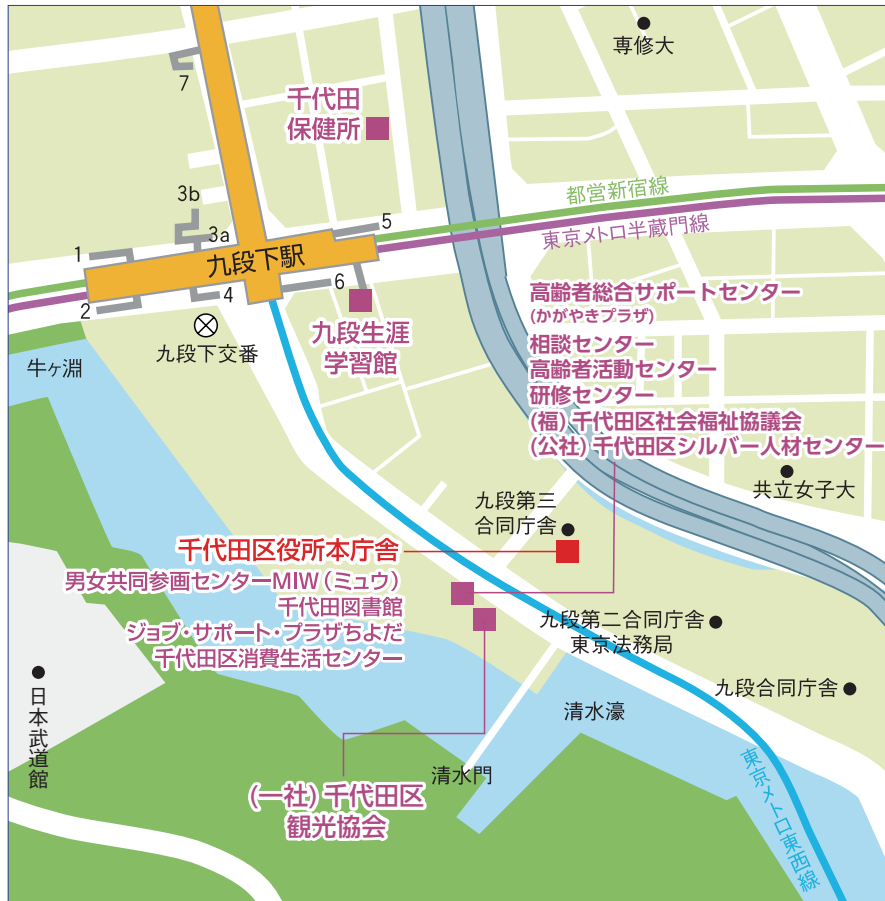 専修大
7
千代田
保健所
3b
都営新宿線
東京メトロ半蔵門線
5
3a
1
九段下駅
6
4
2
高齢者総合サポートセンター
(かがやきプラザ)
相談センター
高齢者活動センター
研修センター
(福)千代田区社会福祉協議会
(公社)千代田区シルバー人材センター
九段下交番
九段生涯
学習館
牛ヶ淵
共立女子大
九段第三
合同庁舎
千代田区役所本庁舎
男女共同参画センターMIW(ミュウ)
千代田図書館
ジョブ・サポート・プラザちよだ
千代田区消費生活センター
九段第二合同庁舎
東京法務局
九段合同庁舎
日本武道館
清水濠
清水門
(一社)千代田区
観光協会
東京メトロ東西線